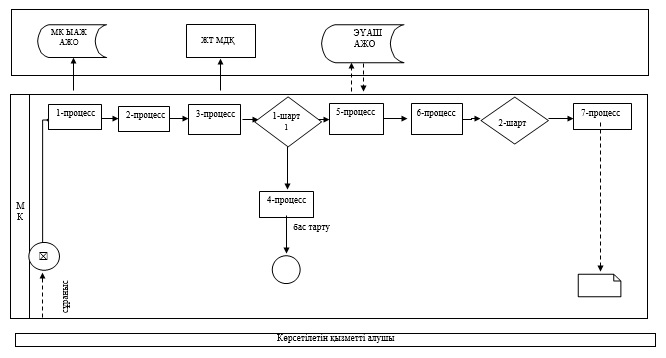 МК ЫАЖ
АЖО
ЖТ МДҚ
ЭҮАШ
АЖО
1-процесс
2-процесс
3-процесс
1-шарт
1
5-процесс
6-процесс
2-шарт
7-процесс
4-процесс
бас тарту
М
К
сұраныс
Көрсетілетін қызметті алушы